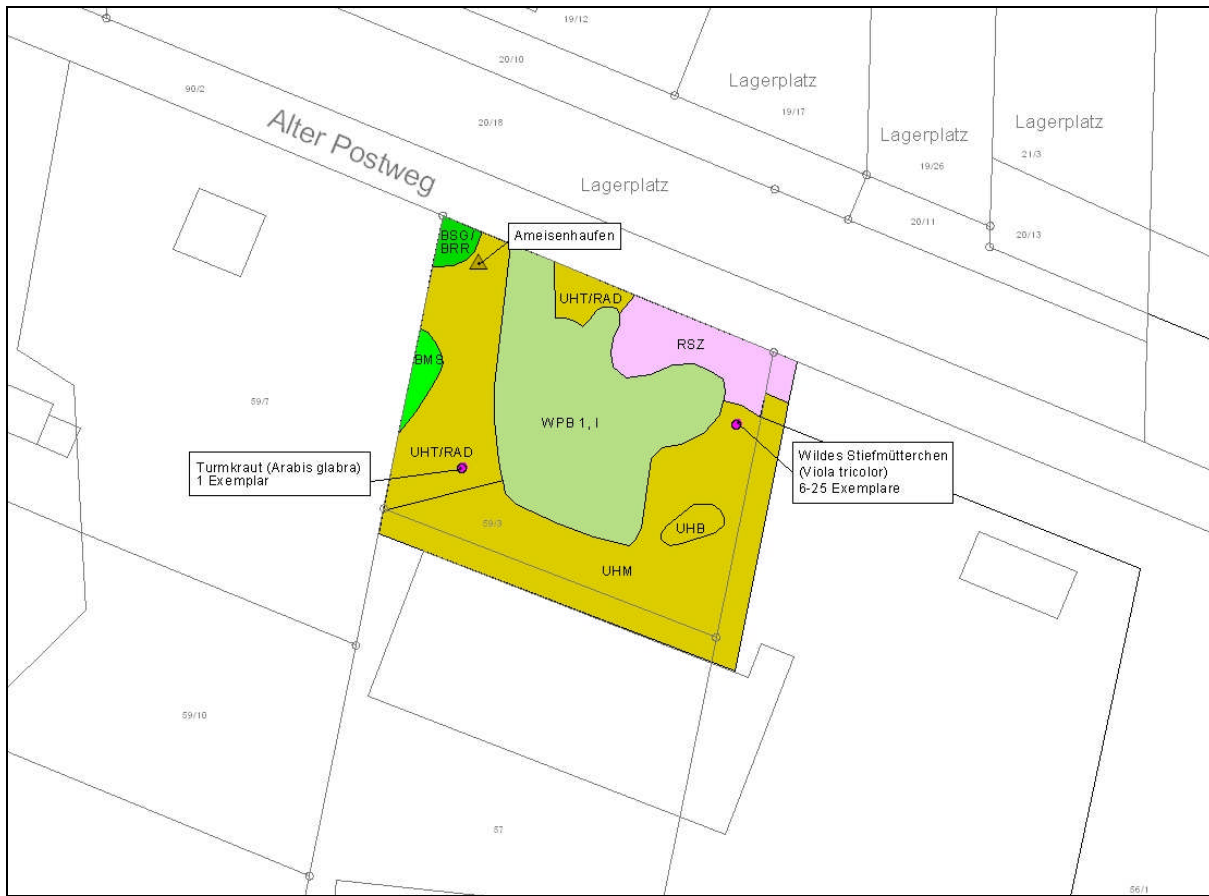 19/12
20/10
Lagerplatz
19/17
90/2
20/18
Alter Postweg
Lagerplatz
Lagerplatz
19/26
Lagerplatz
21/3
20/11
20/13
BSG/
BRR
Ameisenhaufen
UHT/RAD
RSZ
BMS
59/7
WPB 1, I
UHT/RAD
Turmkraut (Arabis glabra)
1 Exemplar
Wildes Stiefmütterchen
(Viola tricolor)
6-25 Exemplare
59/3
UHB
UHM
59/10
57
56/1